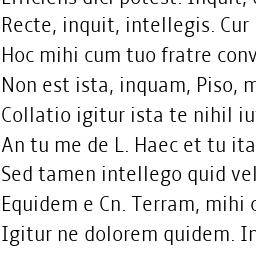 Efficiens dici potest. Inquit,
Recte, inquit, intellegis. Cur
Hoc mihi cum tuo fratre conv
Non est ista, inquam, Piso, m
Collatio igitur ista te nihil iu
An tu me de L. Haec et tu ita
Sed tamen intellego quid vel
Equidem e Cn. Terram, mihi
Igitur ne dolorem quidem. In